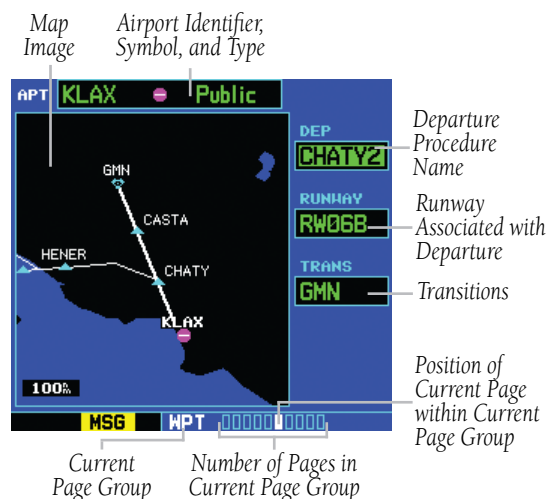 Map
Image
Airport Identifier,
Symbol, and Type
APT KLAX Public
DEP
CHATY2
Departure
Procedure
Name
GMN
RUNWAY
RW06B
Runway
Associated with
Departure
CASTA
HENER
CHATY
TRANS
GMN
Transitions
KLAX
100nm
Position of
Current Page
within Current
Page Group
MSG WPT
Current
Page Group
Number of Pages in
Current Page Group